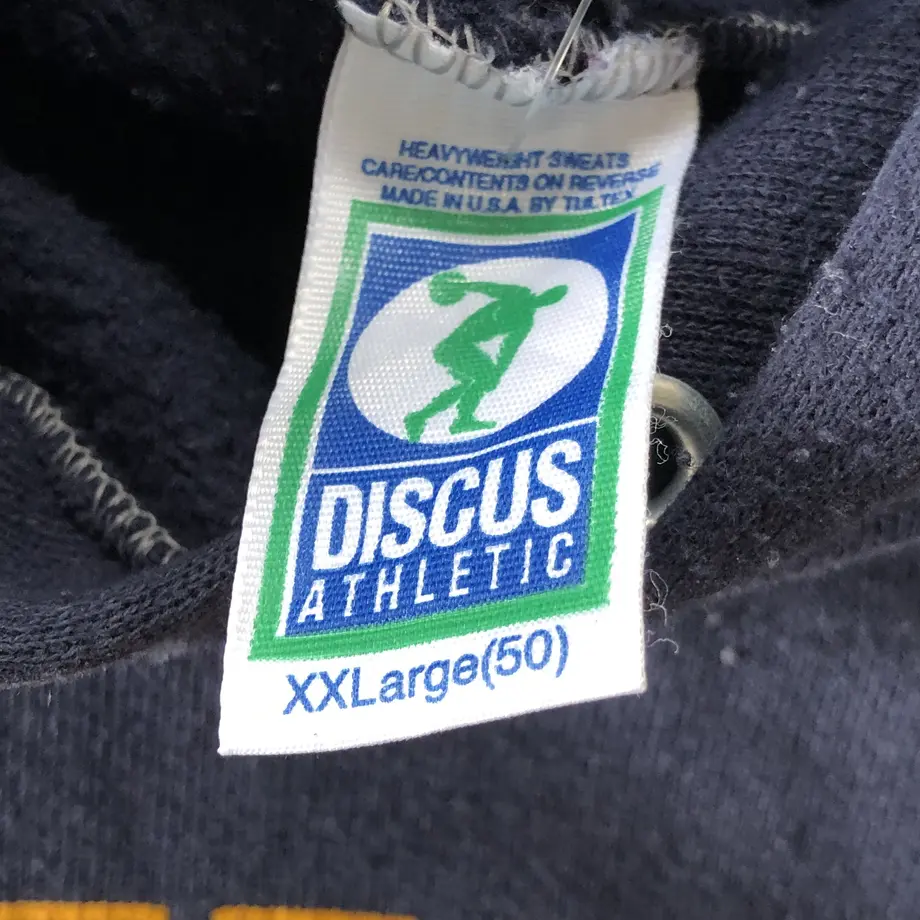 HEAVYWEIGHT SWEATS
CARE/CONTENTS ON REVERSE
MADE IN U.S.A. BY TULTEX
DISCUS
ATHLETIC
XXLarge(50)